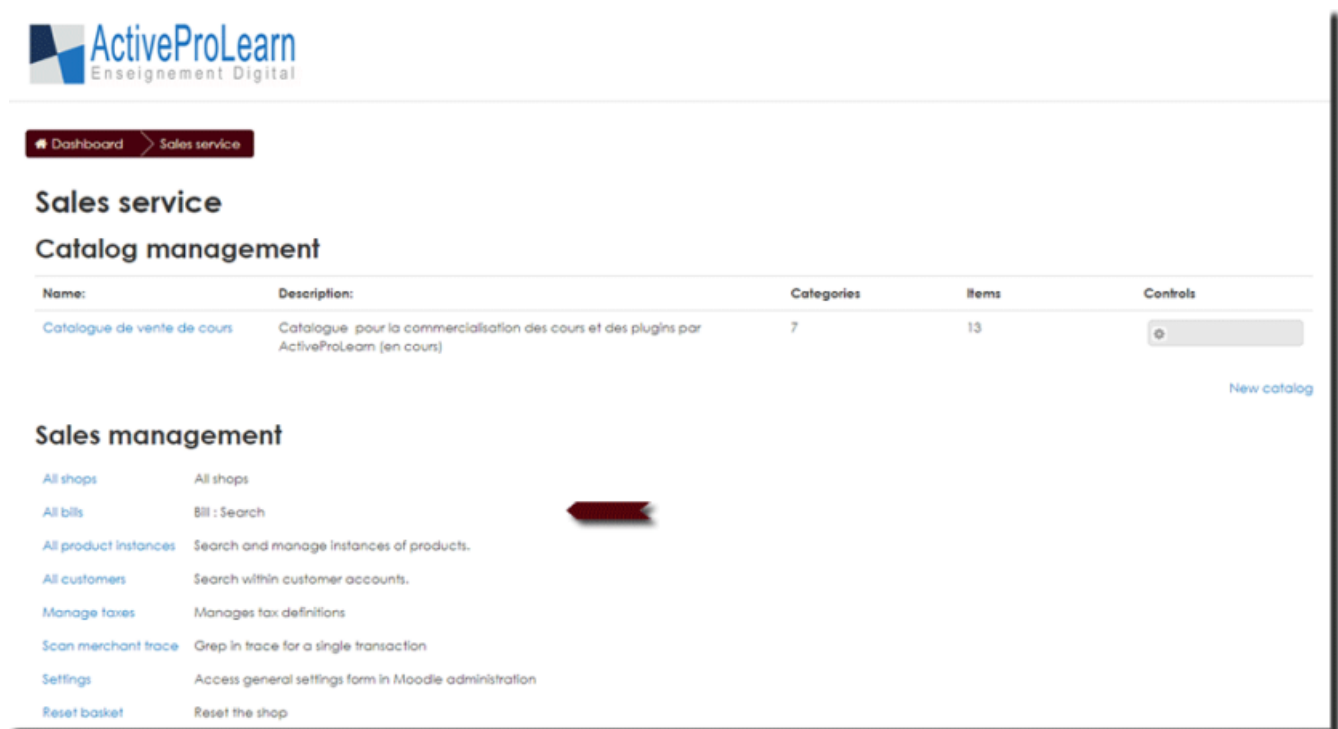 ActiveProLearn
Enseignement Digital
Dashboard Sales service
Sales service
Catalog management
Name: Description: Categories Items Controls
Catalogue de vente de cours Catalogue pour la commercialisation des cours et des plugins par 7 13
ActiveProLearn (en cours)
New catalog
Sales management
All shops All shops
All bills Bill : Search
All product instances Search and manage instances of products.
All customers Search within customer accounts.
Manage taxes Manages tax definitions
Scan merchant trace Grep in trace for a single transaction
Settings Access general settings form in Moodle administration
Reset basket Reset the shop